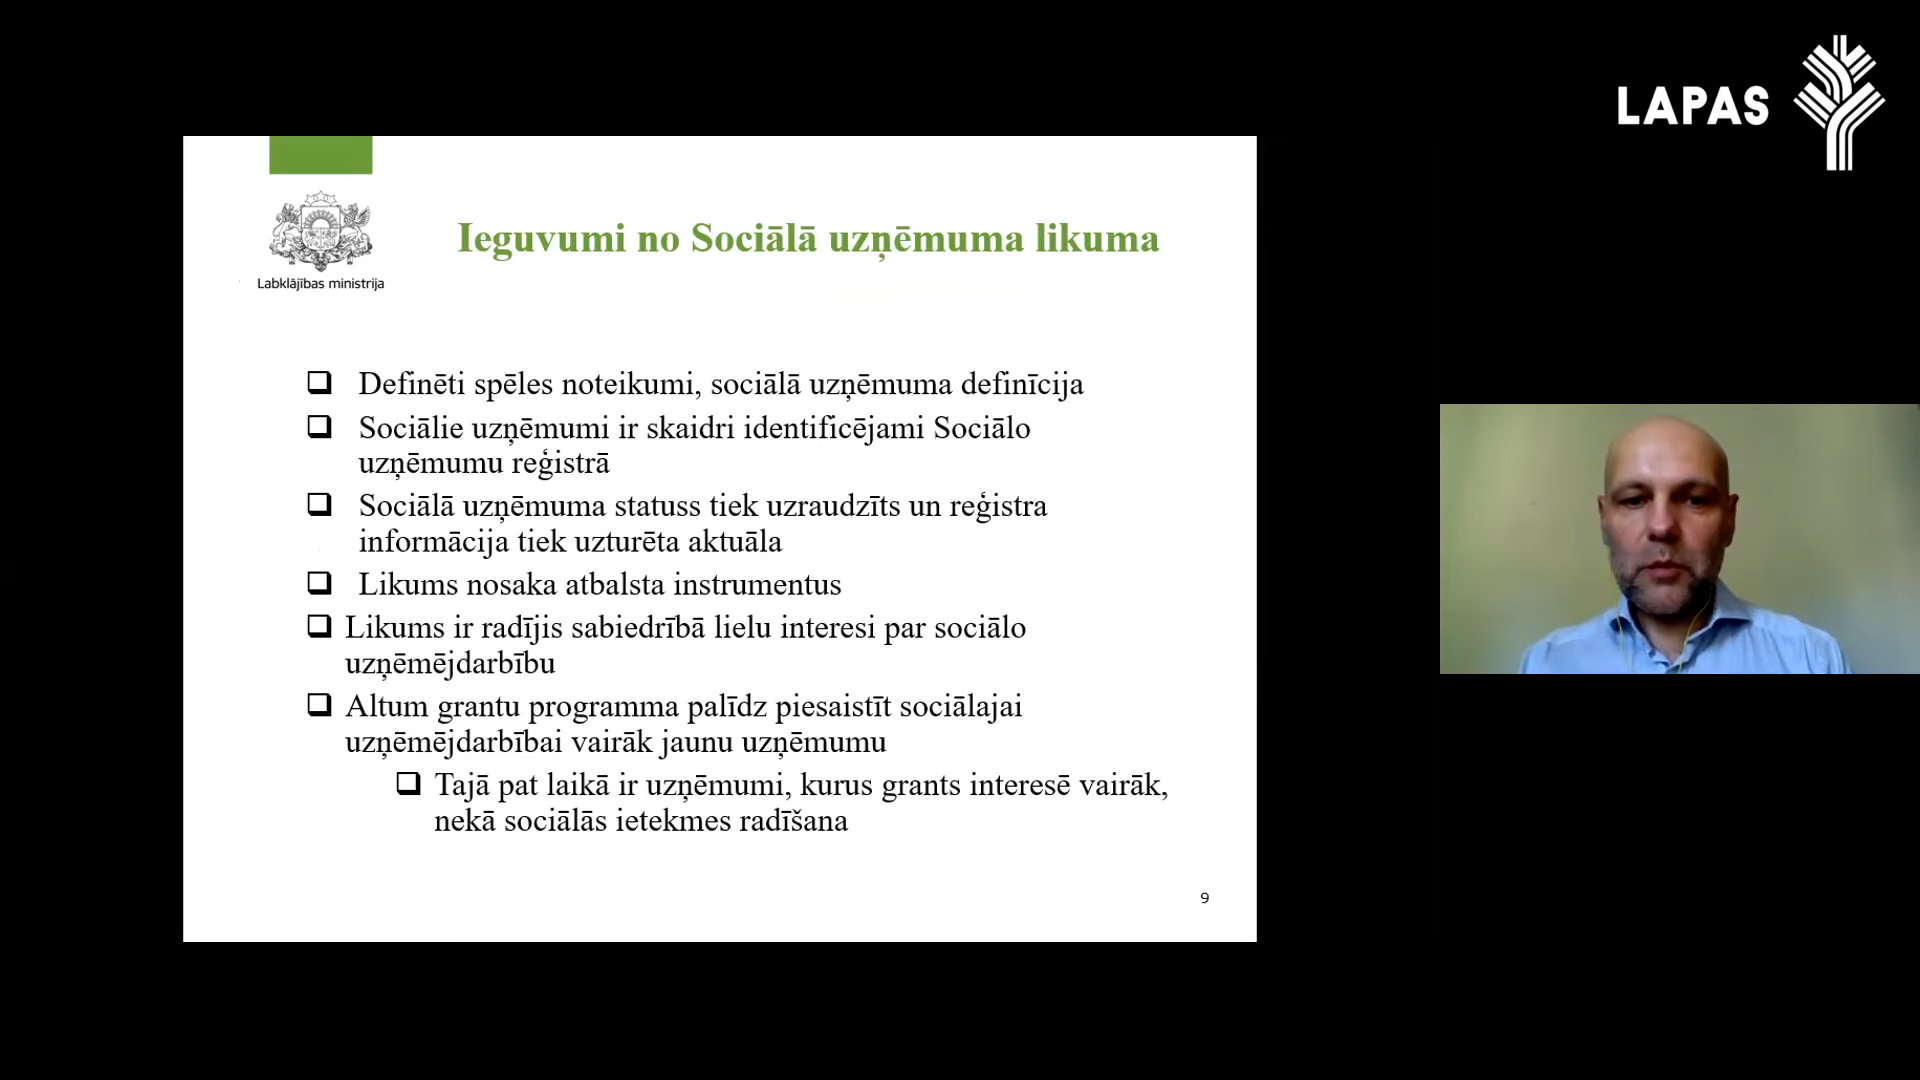 LAPAS
Labklājības ministrija
Ieguvumi no Sociālā uzņēmuma likuma
Definēti spēles noteikumi, sociālā uzņēmuma definīcija
Sociālie uzņēmumi ir skaidri identificējami Sociālo
uzņēmumu reģistrā
Sociālā uzņēmuma statuss tiek uzraudzīts un reģistra
informācija tiek uzturēta aktuāla
Likums nosaka atbalsta instrumentus
Likums ir radījis sabiedrībā lielu interesi par sociālo
uzņēmējdarbību
Altum grantu programma palīdz piesaistīt sociālajai
uzņēmējdarbībai vairāk jaunu uzņēmumu
Tajā pat laikā ir uzņēmumi, kurus grants interesē vairāk,
nekā sociālās ietekmes radīšana
9